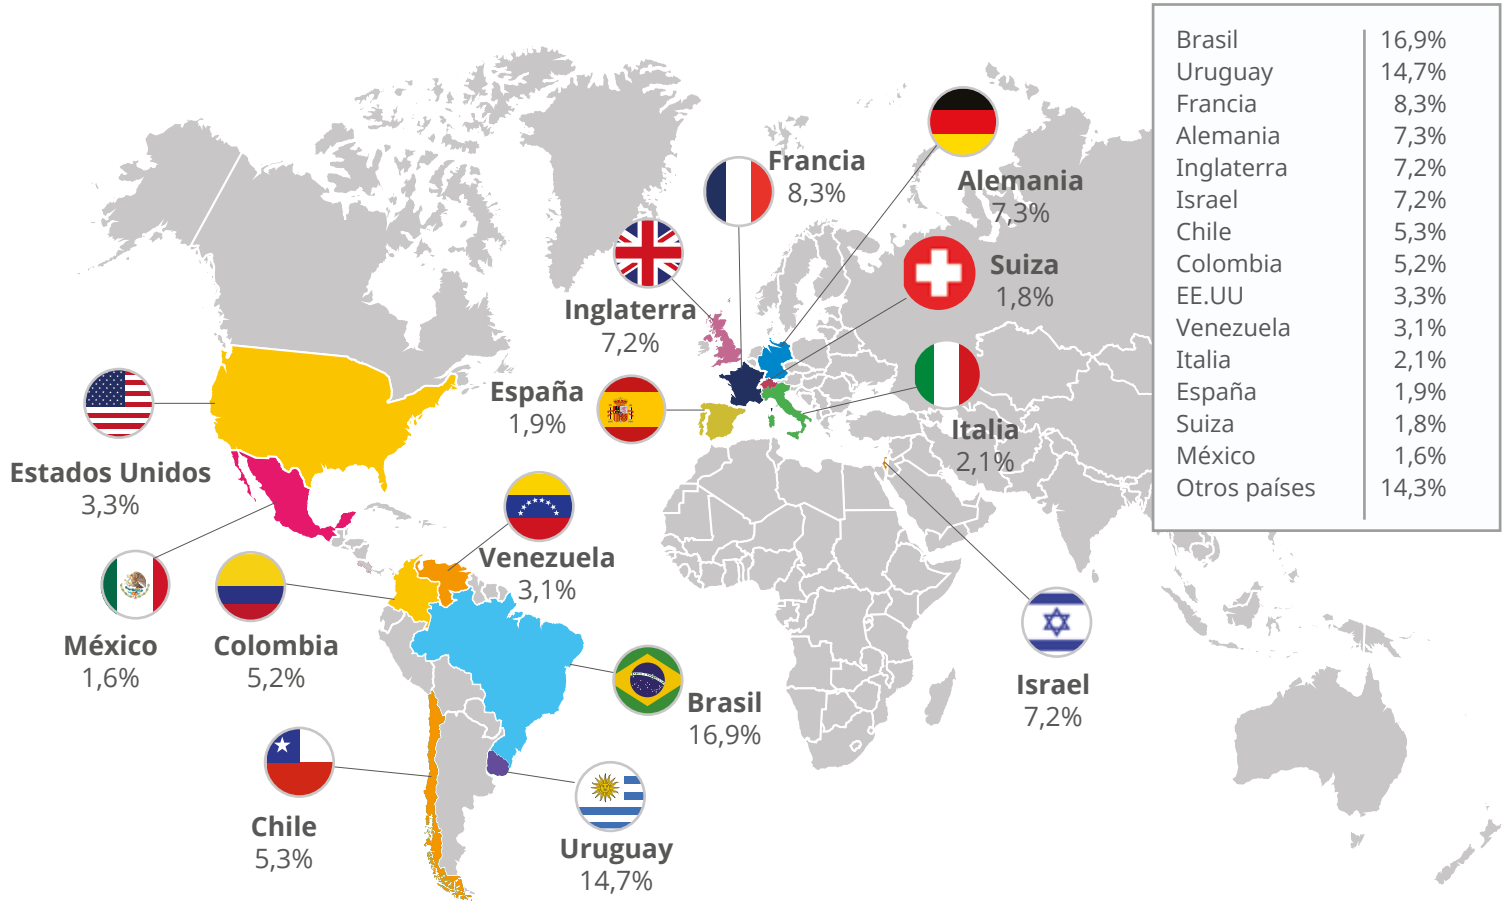 Francia
8,3%
Alemania
7,3%
Suiza
1,8%
Inglaterra
7,2%
España
1,9%
Italia
2,1%
Estados Unidos
3,3%
Venezuela
3,1%
México
1,6%
Colombia
5,2%
Brasil
16,9%
Israel
7,2%
Chile
5,3%
Uruguay
14,7%
Brasil 16,9%
Uruguay 14,7%
Francia 8,3%
Alemania 7,3%
Inglaterra 7,2%
Israel 7,2%
Chile 5,3%
Colombia 5,2%
EE.UU 3,3%
Venezuela 3,1%
Italia 2,1%
España 1,9%
Suiza 1,8%
México 1,6%
Otros países 14,3%